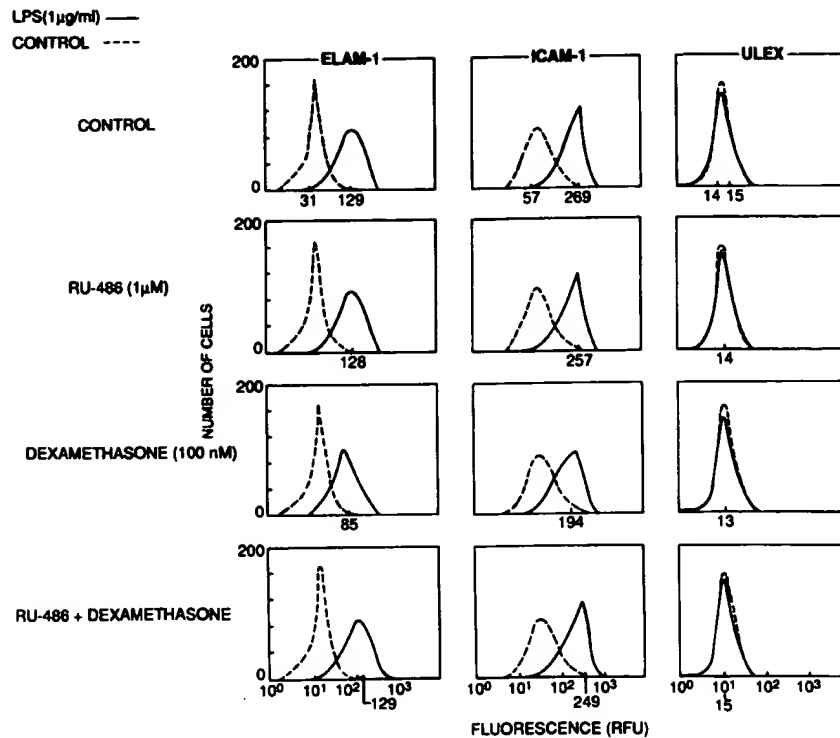 LPS(1µg/ml)
CONTROL
ELAM-1
ICAM-1
ULEX
200
CONTROL
0
31 129
57 269
14 15
200
RU-486 (1µM)
0
128
257
14
NUMBER OF CELLS
200
DEXAMETHASONE (100 nM)
0
85
194
13
200
RU-486 + DEXAMETHASONE
0
10⁰ 10¹ 10² 10³
10⁰ 10¹ 10² 10³
10⁰ 10¹ 10² 10³
129
249
15
FLUORESCENCE (RFU)